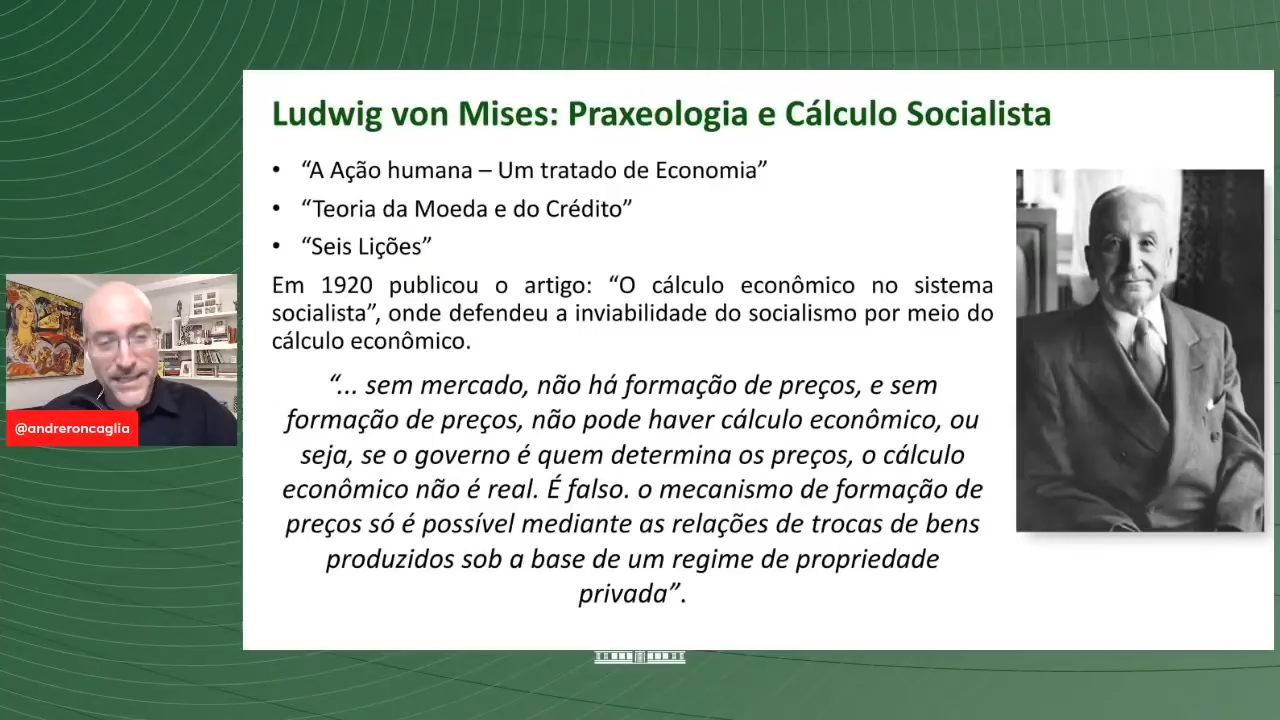 Ludwig von Mises: Praxeologia e Cálculo Socialista
• “A Ação humana – Um tratado de Economia”
• “Teoria da Moeda e do Crédito”
• “Seis Lições”
Em 1920 publicou o artigo: “O cálculo econômico no sistema
socialista”, onde defendeu a inviabilidade do socialismo por meio do
cálculo econômico.
“... sem mercado, não há formação de preços, e sem
formação de preços, não pode haver cálculo econômico, ou
seja, se o governo é quem determina os preços, o cálculo
econômico não é real. É falso. o mecanismo de formação de
preços só é possível mediante as relações de trocas de bens
produzidos sob a base de um regime de propriedade
privada”.
@andreroncaglia